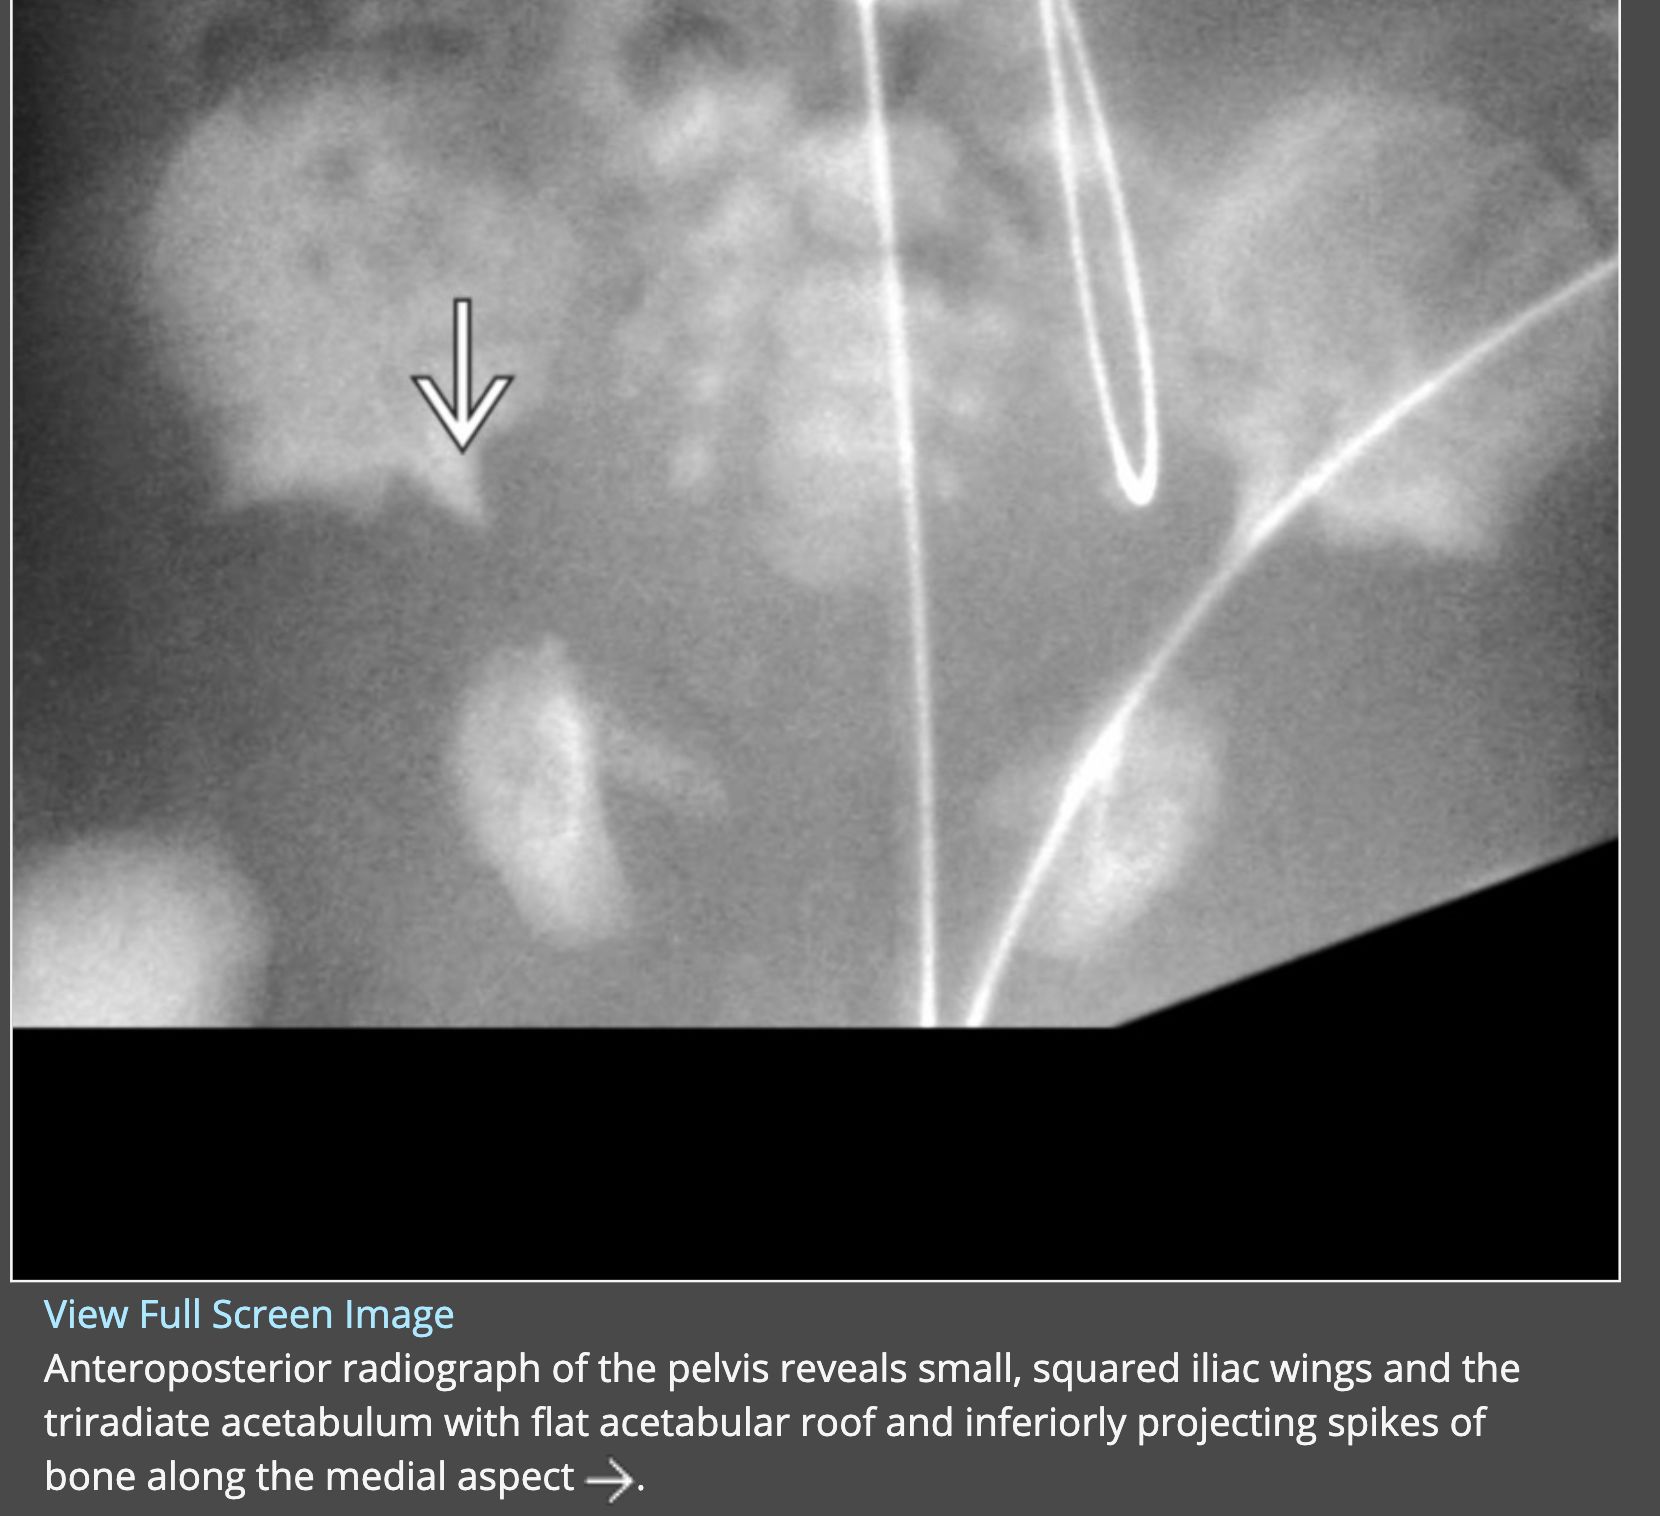 View Full Screen Image
Anteroposterior radiograph of the pelvis reveals small, squared iliac wings and the
triradiate acetabulum with flat acetabular roof and inferiorly projecting spikes of
bone along the medial aspect →.